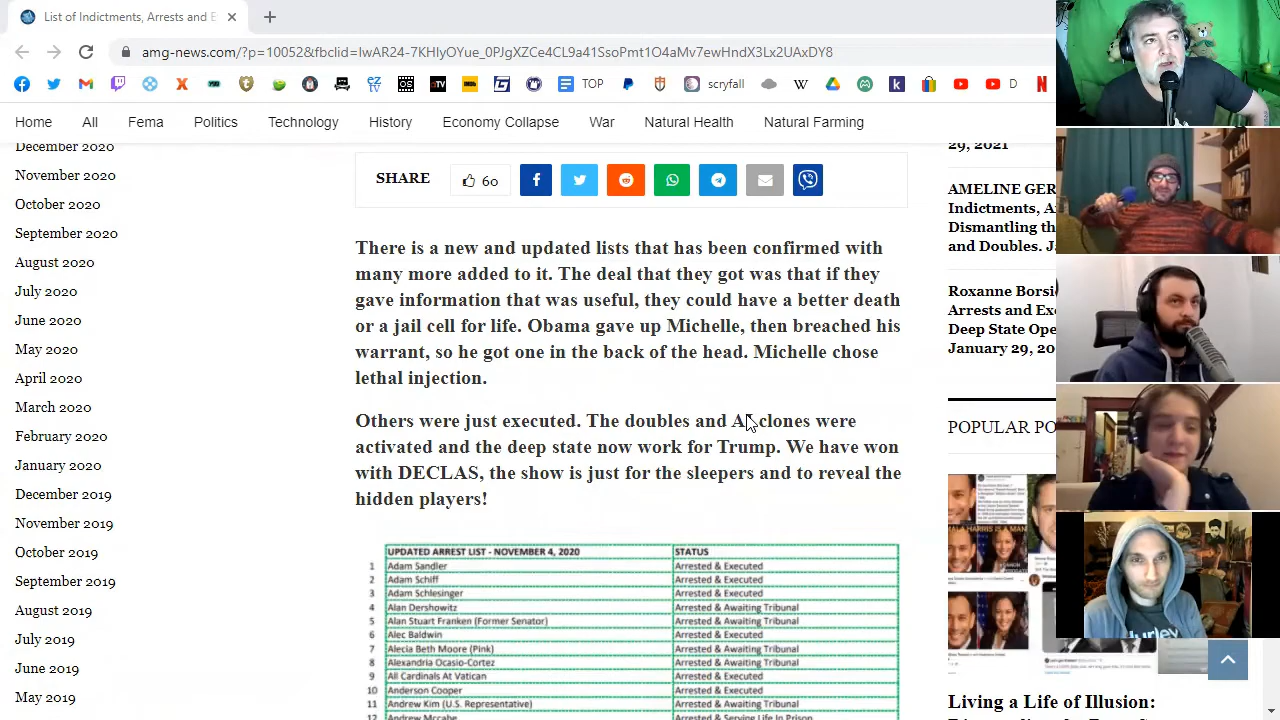 List of Indictments, Arrests and E
amg-news.com/?p=10052&fbclid=IwAR24-7KHIyOYue_0PJgXZCe4CL9a41SsoPmt1O4aMv7ewHndX3Lx2UAxDY8
TOP
scryfall
D
Home All Fema Politics Technology History Economy Collapse War Natural Health Natural Farming
December 2020
November 2020
October 2020
September 2020
August 2020
July 2020
June 2020
May 2020
April 2020
March 2020
February 2020
January 2020
December 2019
November 2019
October 2019
September 2019
August 2019
July 2019
June 2019
May 2019
SHARE 60
There is a new and updated lists that has been confirmed with
many more added to it. The deal that they got was that if they
gave information that was useful, they could have a better death
or a jail cell for life. Obama gave up Michelle, then breached his
warrant, so he got one in the back of the head. Michelle chose
lethal injection.
Others were just executed. The doubles and clones were
activated and the deep state now work for Trump. We have won
with DECLAS, the show is just for the sleepers and to reveal the
hidden players!
UPDATED ARREST LIST - NOVEMBER 4, 2020 STATUS
1 Adam Sandler Arrested & Executed
2 Adam Schiff Arrested & Executed
3 Adam Schlesinger Arrested & Executed
4 Alan Dershowitz Arrested & Awaiting Tribunal
5 Alan Stuart Franken (Former Senator) Arrested & Awaiting Tribunal
6 Alec Baldwin Arrested & Executed
7 Alecia Beth Moore (Pink) Arrested & Awaiting Tribunal
8 Alexandria Ocasio-Cortez Arrested & Awaiting Tribunal
9 All Cardinals At Vatican Arrested & Executed
10 Anderson Cooper Arrested & Executed
11 Andrew Kim (U.S. Representative) Arrested & Awaiting Tribunal
12 Andrew Mccabe Arrested & Serving Life In Prison
29, 2021
AMELINE GER
Indictments, A
Dismantling th
and Doubles. J
Roxanne Borsi
Arrests and Ex
Deep State Ope
January 29, 20
POPULAR PO
Living a Life of Illusion: